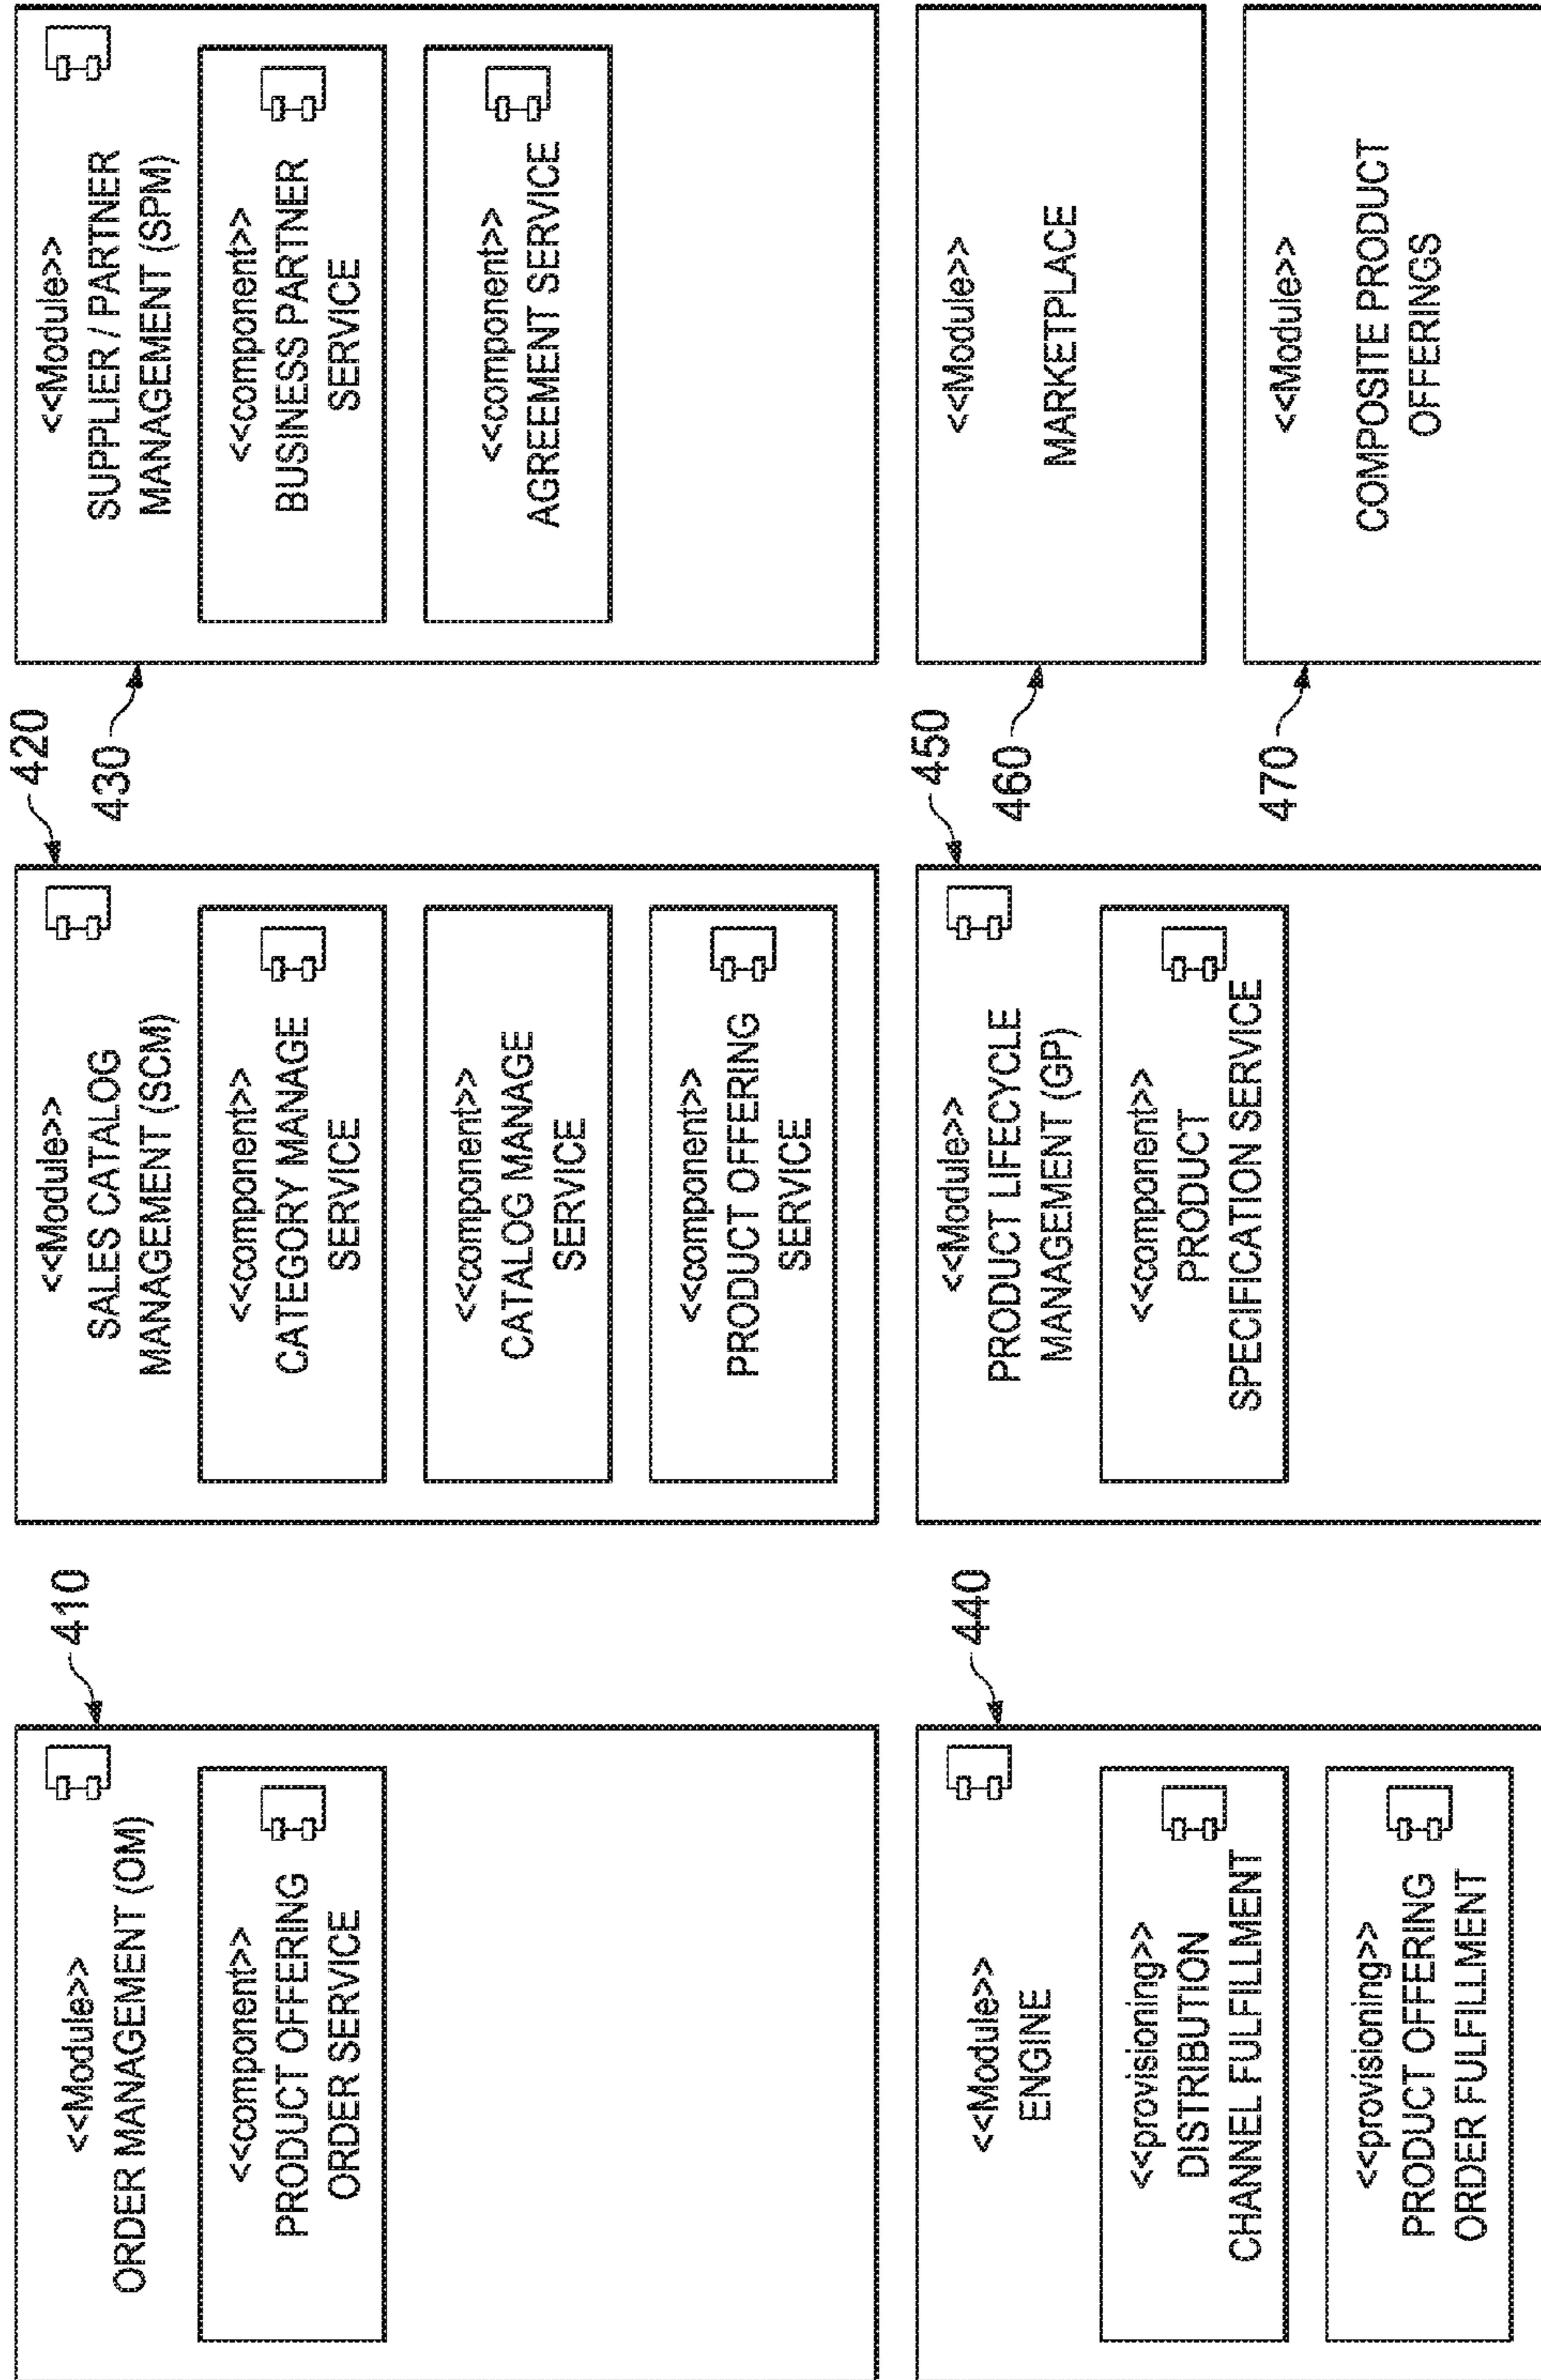 410
<<Module>>
ORDER MANAGEMENT (OM)
<<component>>
PRODUCT OFFERING
ORDER SERVICE
420
<<Module>>
SALES CATALOG
MANAGEMENT (SCM)
<<component>>
CATEGORY MANAGE
SERVICE
<<component>>
CATALOG MANAGE
SERVICE
<<component>>
PRODUCT OFFERING
SERVICE
430
<<Module>>
SUPPLIER / PARTNER
MANAGEMENT (SPM)
<<component>>
BUSINESS PARTNER
SERVICE
<<component>>
AGREEMENT SERVICE
440
<<Module>>
ENGINE
<<provisioning>>
DISTRIBUTION
CHANNEL FULFILLMENT
<<provisioning>>
PRODUCT OFFERING
ORDER FULFILLMENT
450
<<Module>>
PRODUCT LIFECYCLE
MANAGEMENT (GP)
<<component>>
PRODUCT
SPECIFICATION SERVICE
460
<<Module>>
MARKETPLACE
470
<<Module>>
COMPOSITE PRODUCT
OFFERINGS